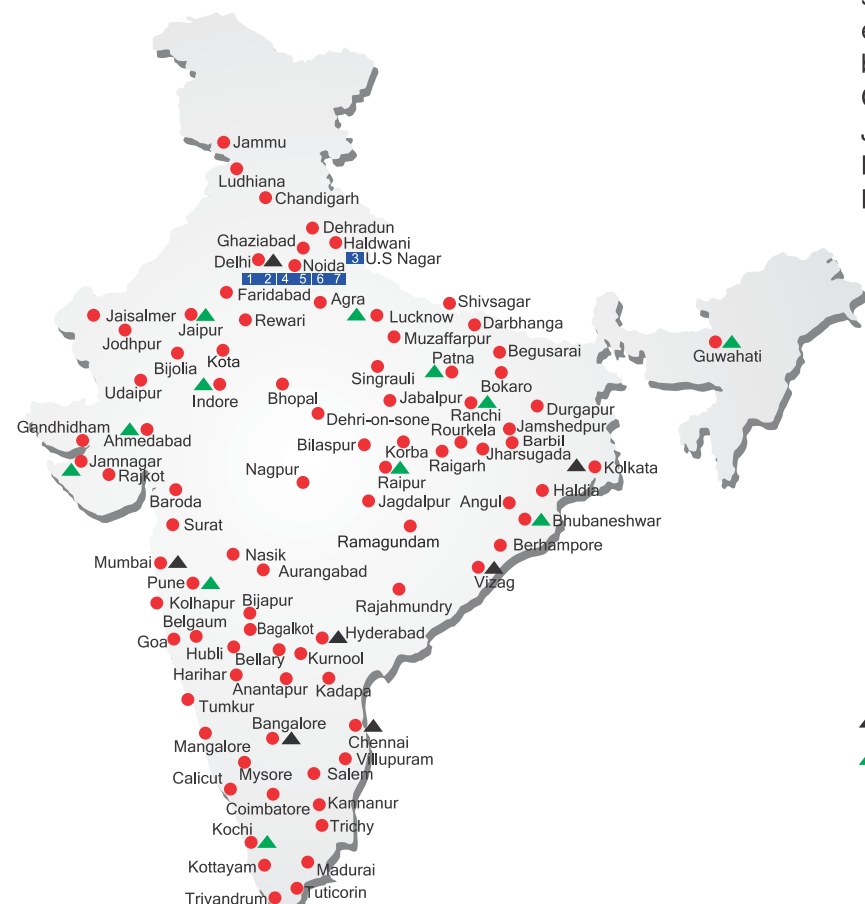 Jammu
Ludhiana
Chandigarh
Dehradun
Ghaziabad
Haldwani
Delhi
Noida
3 U.S Nagar
1 2 4 5 6 7
Faridabad
Agra
Shivsagar
Jaisalmer
Jaipur
Rewari
Lucknow
Darbhanga
Jodhpur
Muzaffarpur
Guwahati
Bijolia
Kota
Patna
Begusarai
Singrauli
Udaipur
Indore
Bhopal
Jabalpur
Bokaro
Ranchi
Durgapur
Dehri-on-sone
Gandhidham
Ahmedabad
Rourkela
Jamshedpur
Bilaspur
Korba
Barbil
Raigarh
Jharsugada
Jamnagar
Rajkot
Nagpur
Raipur
Kolkata
Baroda
Jagdalpur
Angul
Haldia
Surat
Ramagundam
Bhubaneshwar
Berhampore
Nasik
Mumbai
Aurangabad
Vizag
Pune
Kolhapur
Bijapur
Rajahmundry
Belgaum
Bagalkot
Hyderabad
Goa
Hubli
Bellary
Kurnool
Harihar
Anantapur
Kadapa
Tumkur
Bangalore
Chennai
Mangalore
Villupuram
Mysore
Salem
Calicut
Coimbatore
Kannanur
Kochi
Trichy
Kottayam
Madurai
Trivandrum
Tuticorin